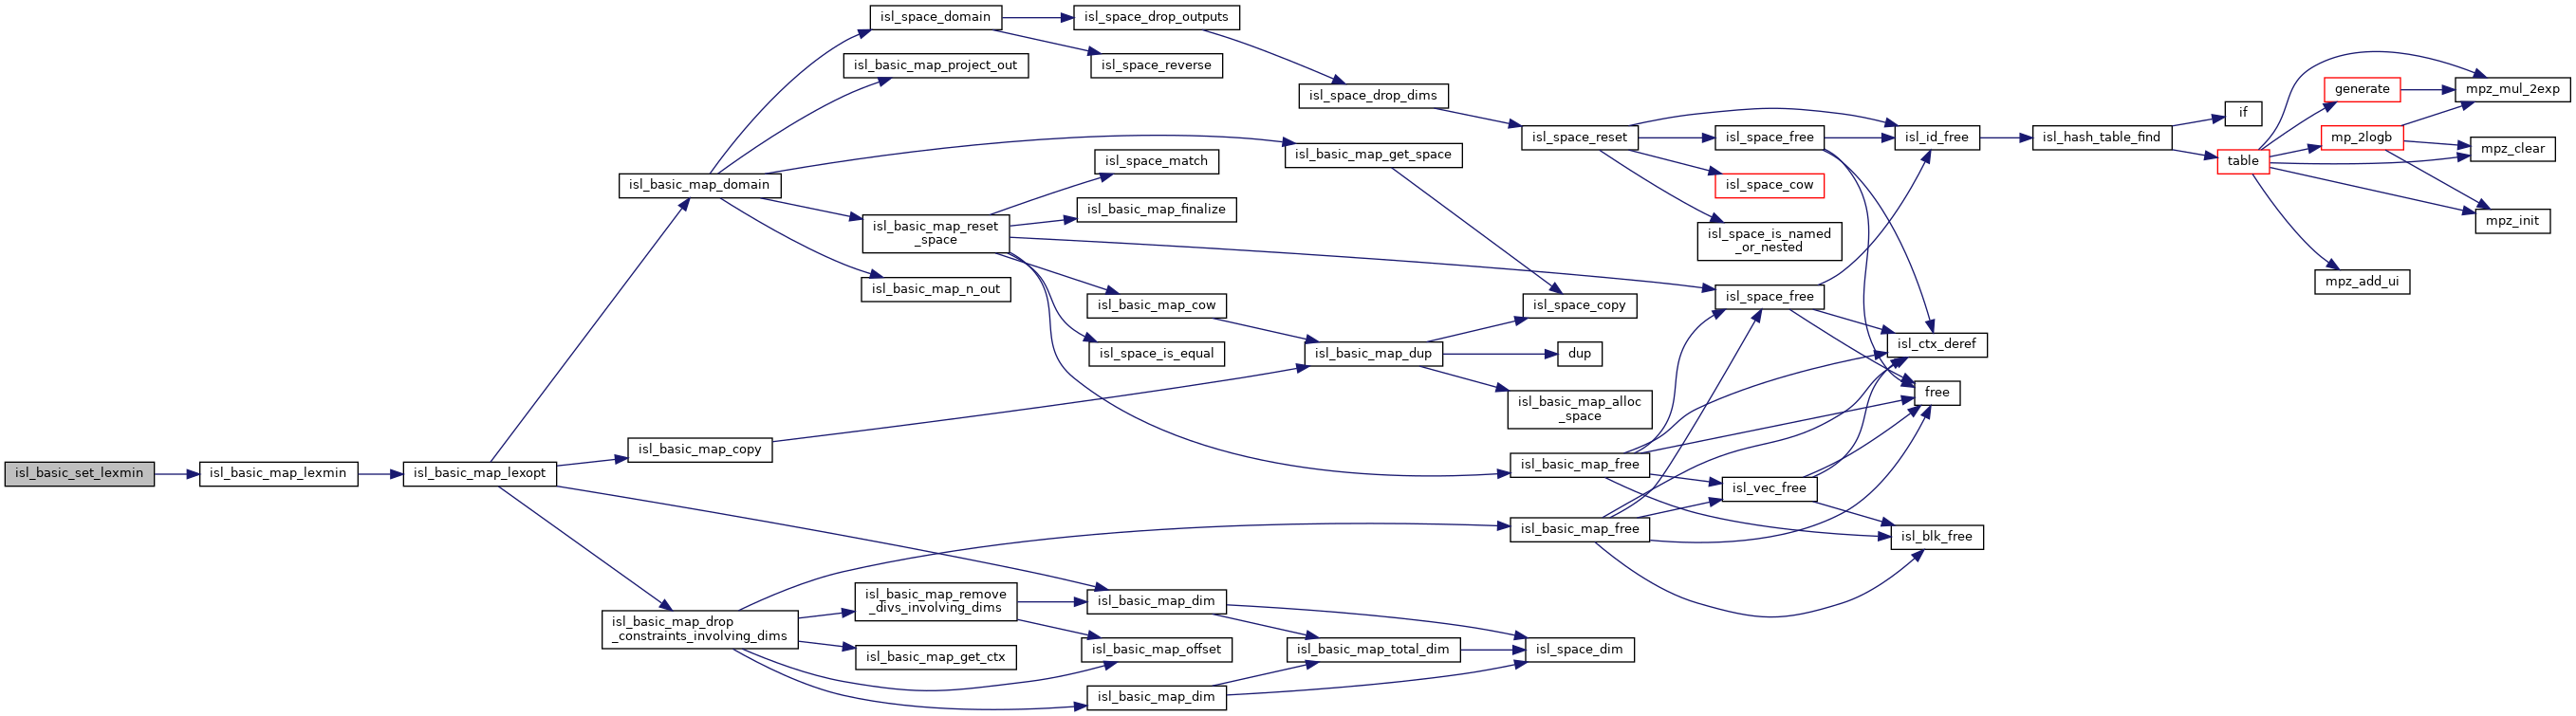 isl_space_domain
isl_space_drop_outputs
isl_basic_map_project_out
isl_space_reverse
isl_space_drop_dims
generate
mpz_mul_2exp
if
isl_space_reset
isl_space_free
isl_id_free
isl_hash_table_find
mp_2logb
mpz_clear
isl_basic_map_get_space
isl_space_match
table
isl_basic_map_domain
isl_space_cow
isl_basic_map_finalize
mpz_init
isl_basic_map_reset
_space
isl_space_is_named
_or_nested
mpz_add_ui
isl_basic_map_n_out
isl_space_free
isl_basic_map_cow
isl_space_copy
isl_ctx_deref
isl_space_is_equal
isl_basic_map_dup
dup
free
isl_basic_map_alloc
_space
isl_basic_map_copy
isl_basic_map_free
isl_basic_set_lexmin
isl_basic_map_lexmin
isl_basic_map_lexopt
isl_vec_free
isl_basic_map_free
isl_blk_free
isl_basic_map_remove
_divs_involving_dims
isl_basic_map_dim
isl_basic_map_drop
_constraints_involving_dims
isl_basic_map_offset
isl_basic_map_total_dim
isl_space_dim
isl_basic_map_get_ctx
isl_basic_map_dim